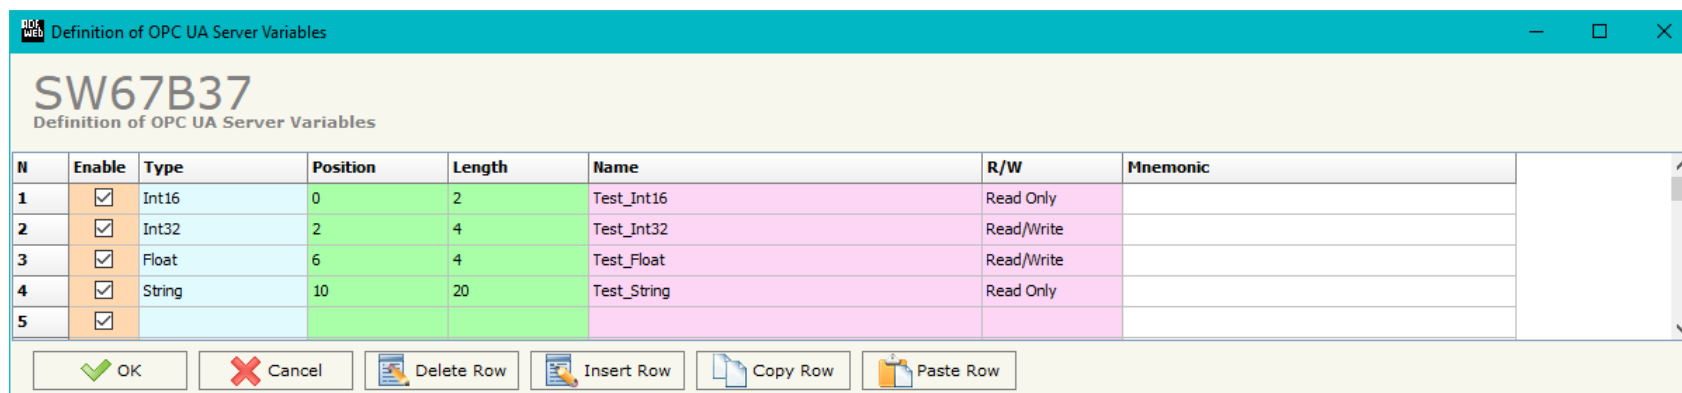 ADF WEB Definition of OPC UA Server Variables
SW67B37
Definition of OPC UA Server Variables
N Enable Type Position Length Name R/W Mnemonic
1 Int16 0 2 Test_Int16 Read Only
2 Int32 2 4 Test_Int32 Read/Write
3 Float 6 4 Test_Float Read/Write
4 String 10 20 Test_String Read Only
5
OK Cancel Delete Row Insert Row Copy Row Paste Row